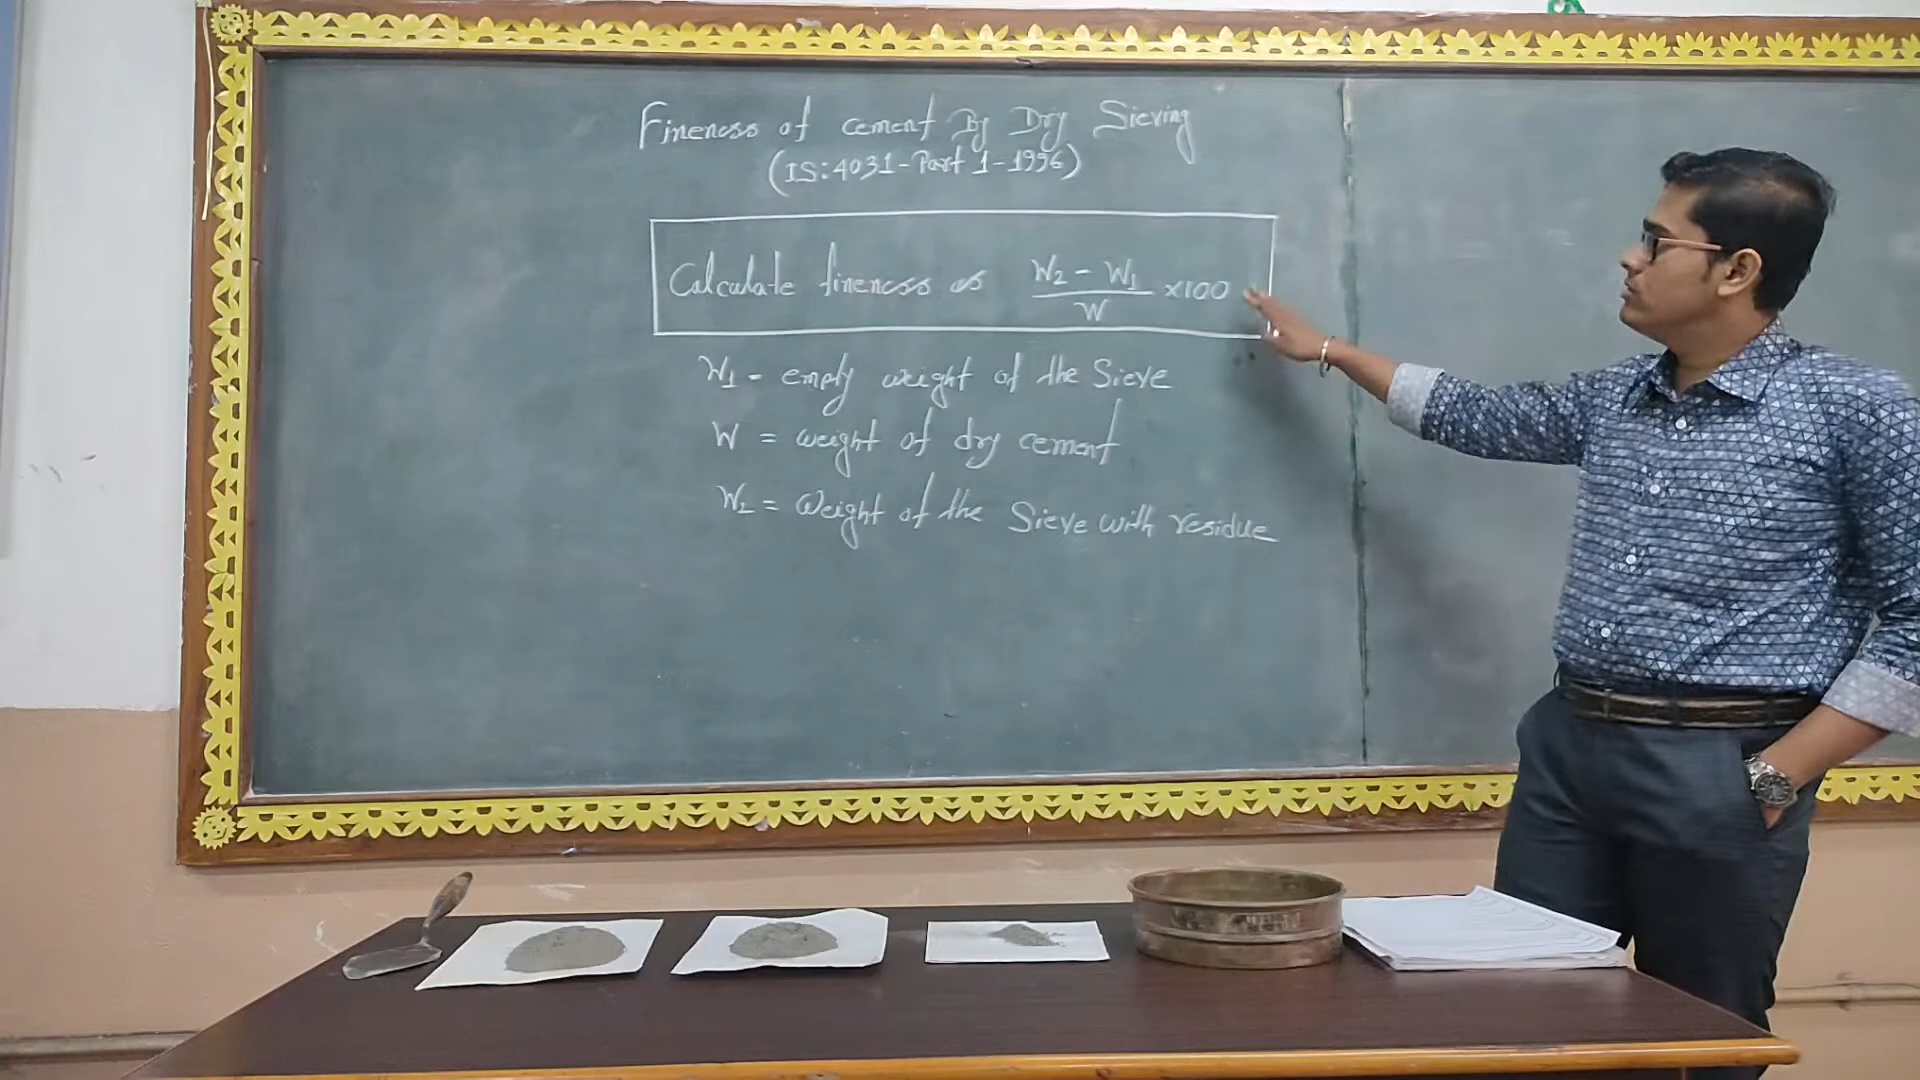 Fineness of cement By Dry Sieving
(IS:4031-Part 1-1996)
Calculate fineness as W2 - W1 / W ×100
W1 - empty weight of the Sieve
W = weight of dry cement
W2 = Weight of the Sieve with residue